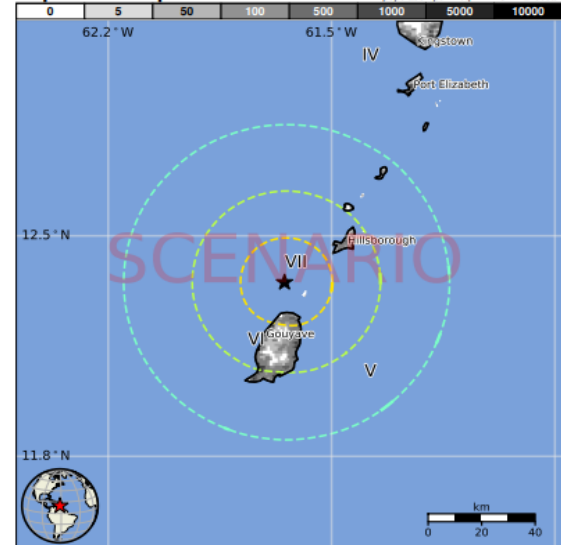 0 5 50 100 500 1000 5000 10000
62.2°W 61.5°W
Kingstown
IV
Port Elizabeth
12.5°N
Hillsborough
SCENARIO
VII
VI Gouyave
V
11.8°N
km
0 20 40